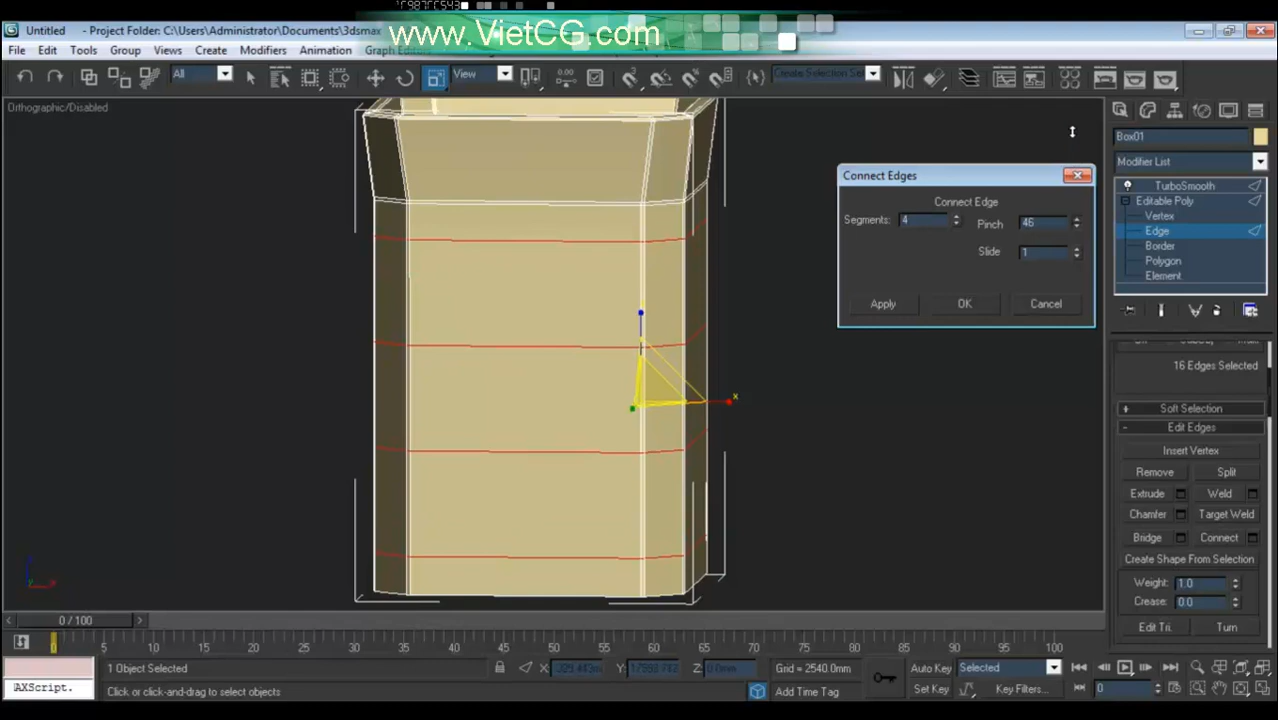 www.VietCG.com
Untitled - Project Folder: C:\Users\Administrator\Documents\3dsmax
File Edit Tools Group Views Create Modifiers Animation Graph Editors
All View Create Selection Se
Orthographic/Disabled
Box01
Modifier List
TurboSmooth
Editable Poly
Vertex
Edge
Border
Polygon
Element
Connect Edges
Connect Edge
Segments: 4 Pinch 46
Slide 1
Apply OK Cancel
16 Edges Selected
+ Soft Selection
- Edit Edges
Insert Vertex
Remove Split
Extrude Weld
Chamfer Target Weld
Bridge Connect
Create Shape From Selection
Weight: 1.0
Crease: 0.0
Edit Tri. Turn
x
0 / 100
0 5 10 15 20 25 30 35 40 45 50 55 60 65 70 75 80 85 90 95 100
1 Object Selected X: Y: Z: 0.0mm Grid = 2540.0mm Auto Key Selected
AXScript. Click or click-and-drag to select objects Add Time Tag Set Key Key Filters... 0